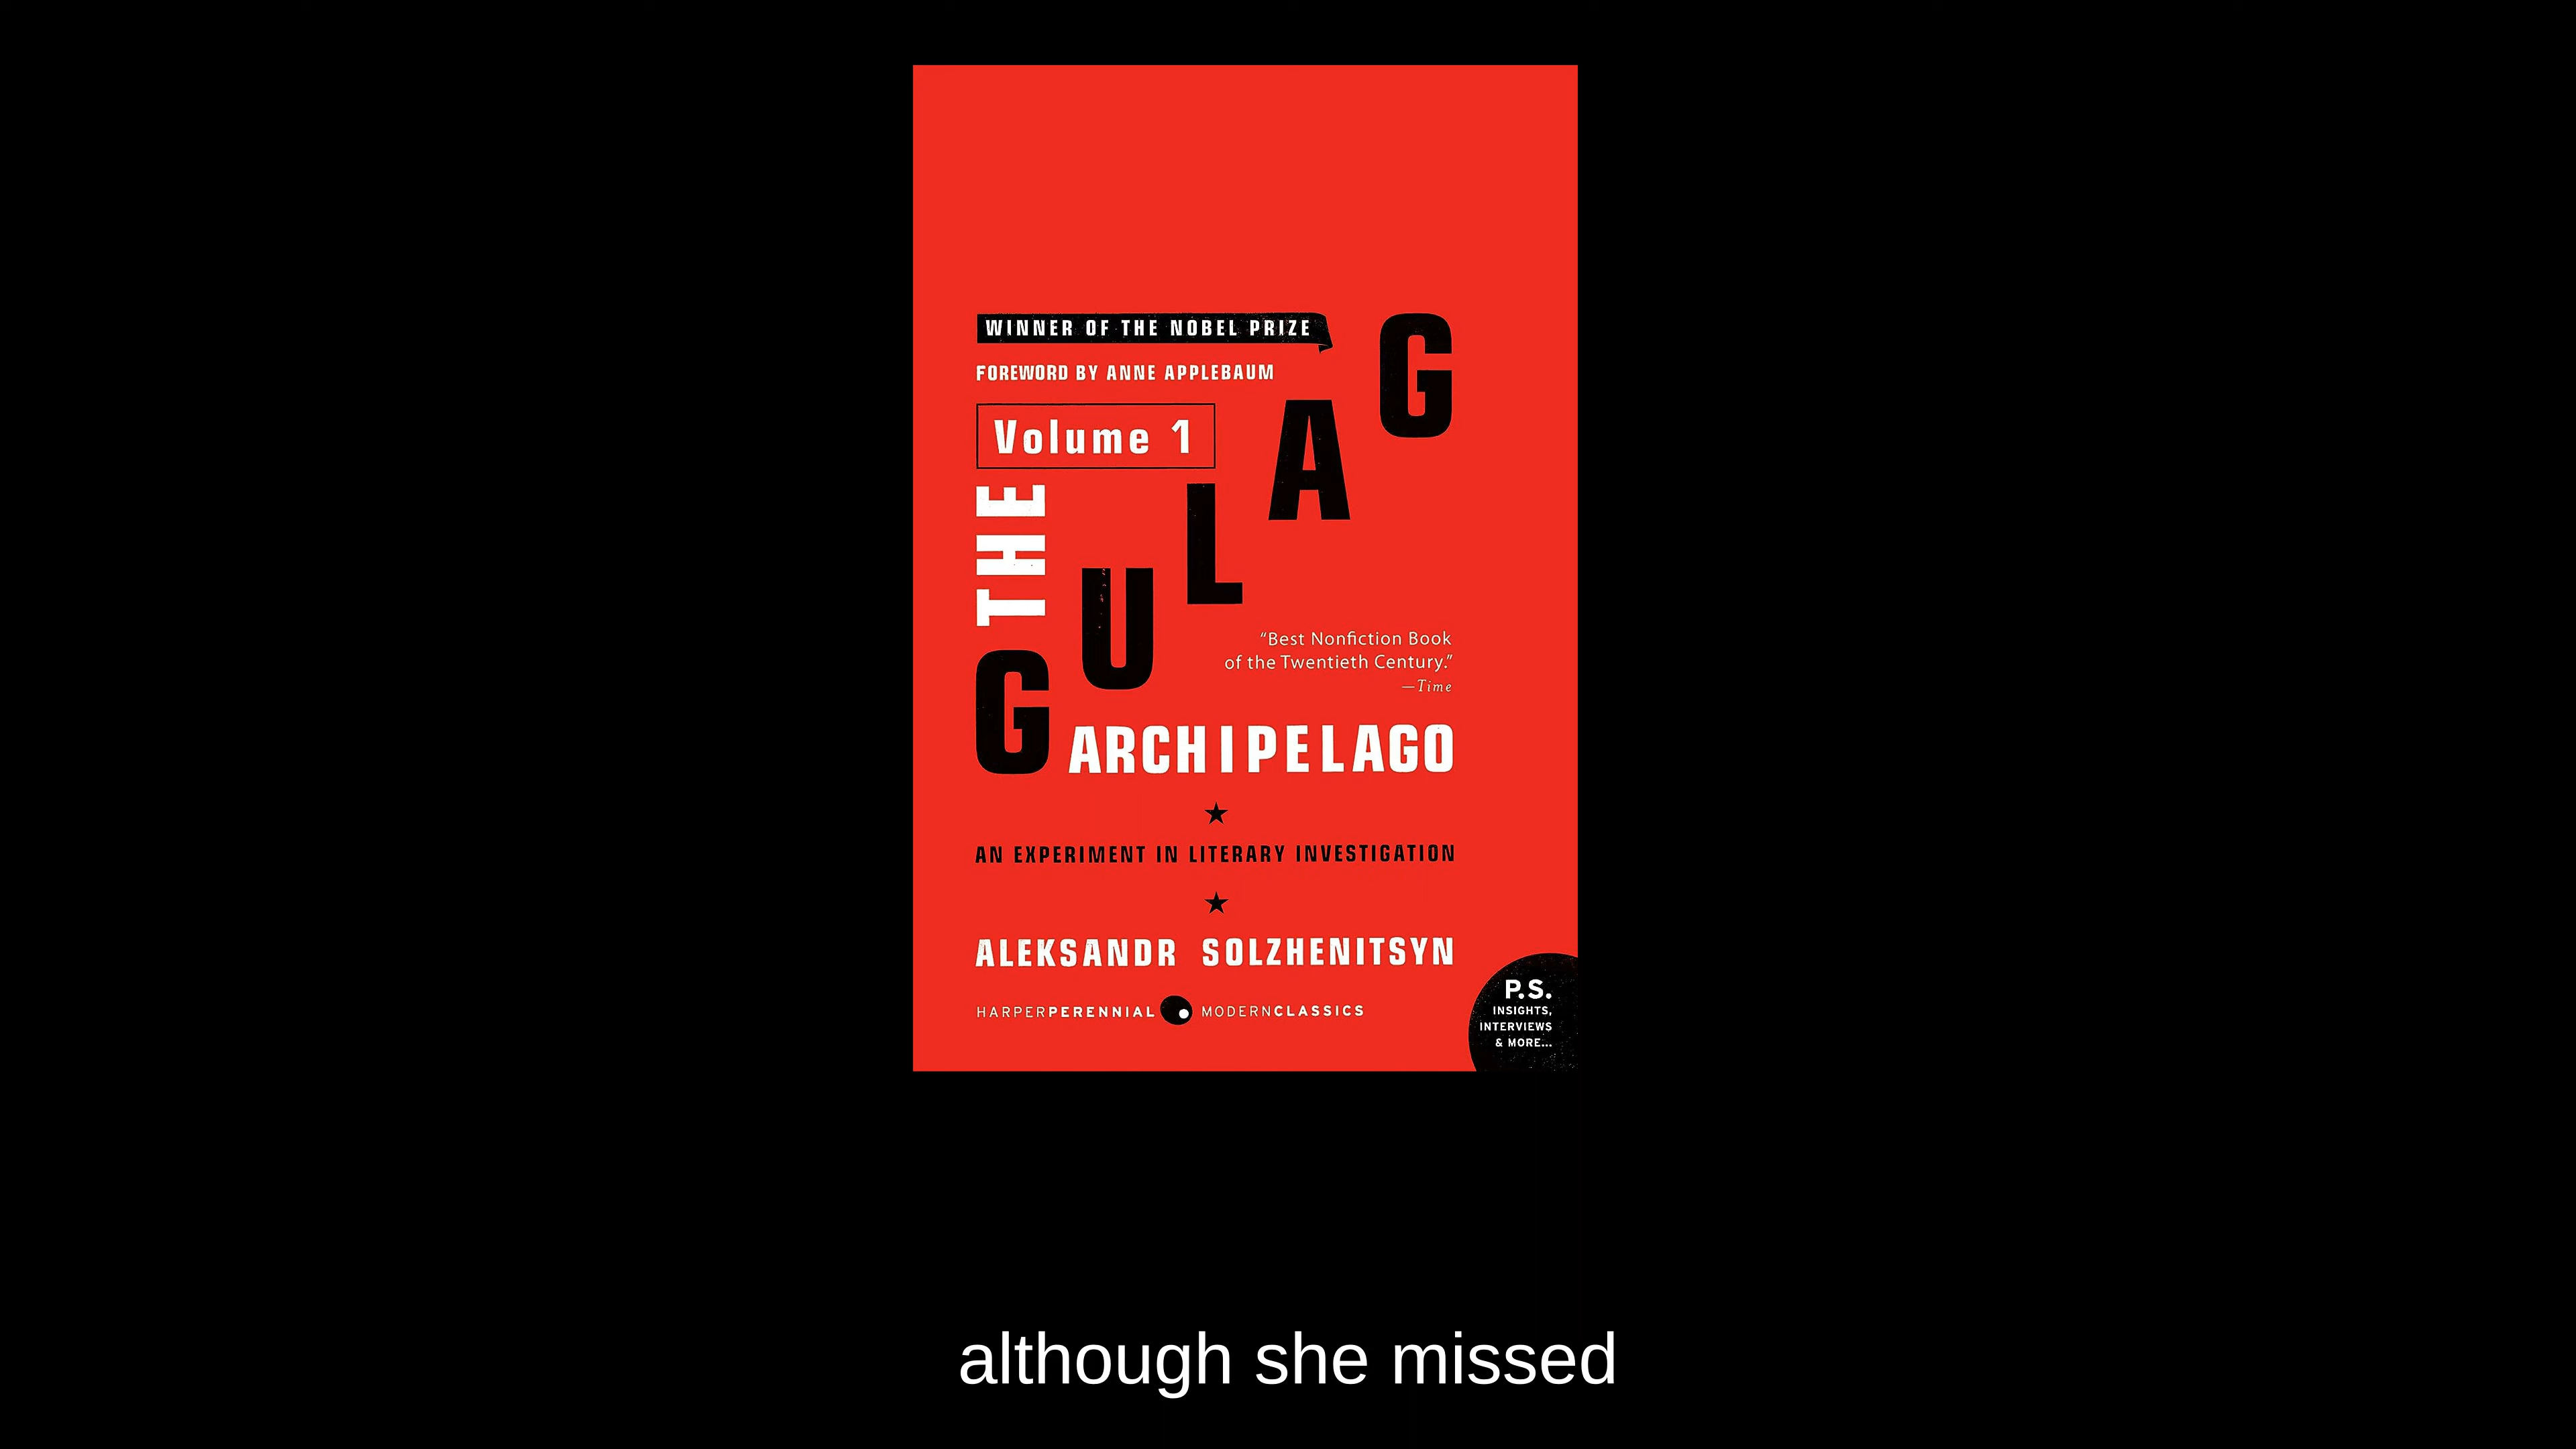 WINNER OF THE NOBEL PRIZE
FOREWORD BY ANNE APPLEBAUM
Volume 1
THE
GULAG
ARCHIPELAGO
“Best Nonfiction Book
of the Twentieth Century.”
—Time
AN EXPERIMENT IN LITERARY INVESTIGATION
ALEKSANDR SOLZHENITSYN
HARPERPERENNIAL MODERNCLASSICS
P.S.
INSIGHTS,
INTERVIEWS
& MORE...
although she missed